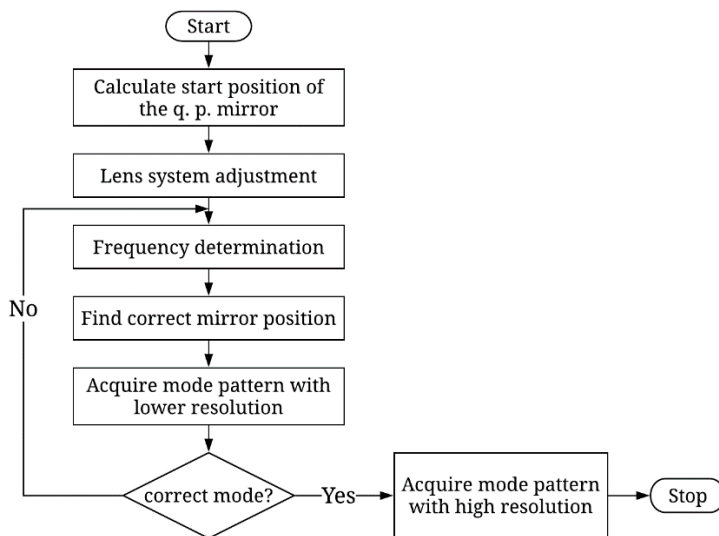 Start
Calculate start position of
the q. p. mirror
Lens system adjustment
Frequency determination
No
Find correct mirror position
Acquire mode pattern with
lower resolution
correct mode?
Yes
Acquire mode pattern
with high resolution
Stop